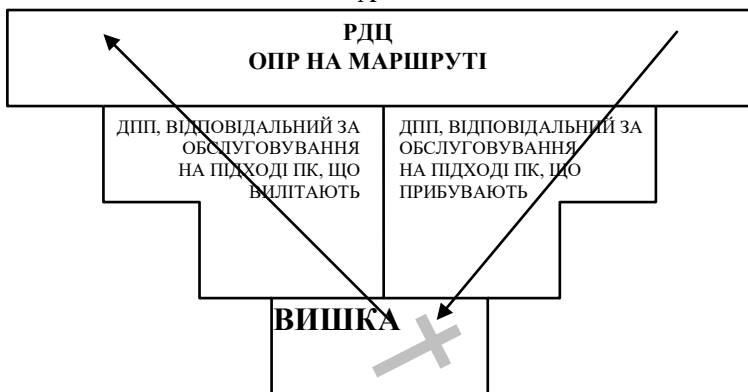 РДЦ
ОПР НА МАРШРУТІ
ДПП, ВІДПОВІДАЛЬНИЙ ЗА
ОБСЛУГОВУВАННЯ
НА ПІДХОДІ ПК, ЩО
ВИЛІТАЮТЬ
ДПП, ВІДПОВІДАЛЬНИЙ ЗА
ОБСЛУГОВУВАННЯ
НА ПІДХОДІ ПК, ЩО
ПРИБУВАЮТЬ
ВИШКА